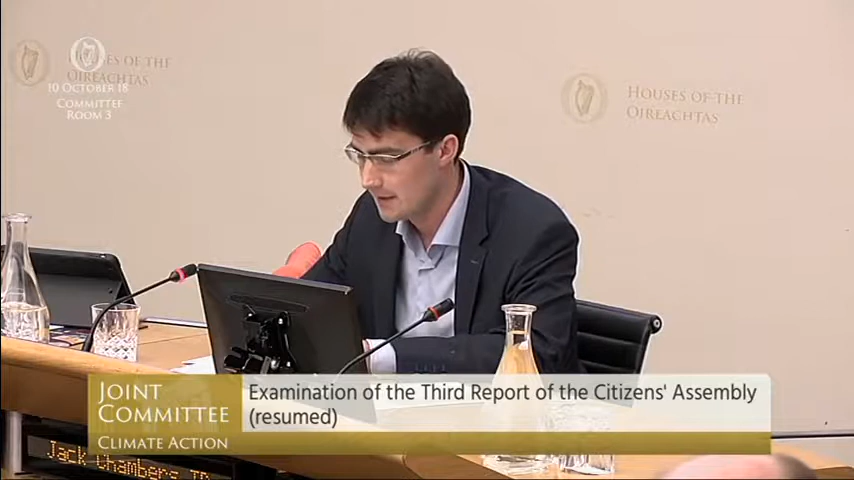 HOUSES OF THE
OIREACHTAS
10 OCTOBER 18
COMMITTEE
ROOM 3
HOUSES OF THE
OIREACHTAS
JOINT
COMMITTEE
CLIMATE ACTION
Examination of the Third Report of the Citizens' Assembly
(resumed)
Jack Chambers TD